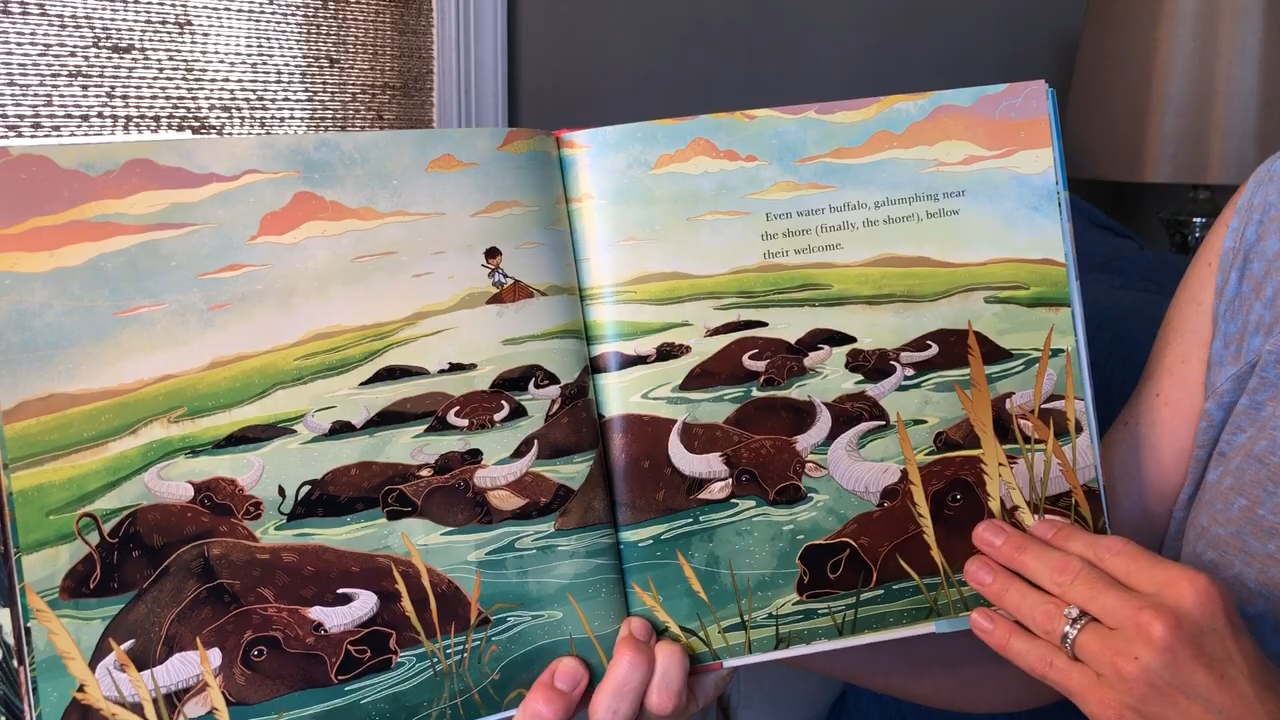 Even water buffalo, galumphing near
the shore (finally, the shore!), bellow
their welcome.